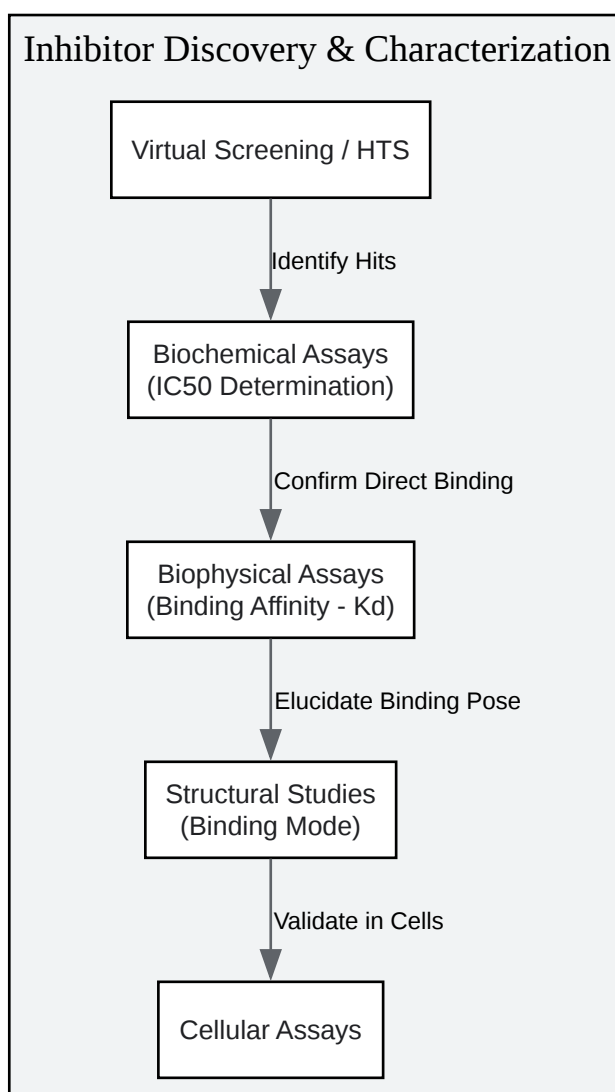 Inhibitor Discovery & Characterization
Virtual Screening / HTS
Identify Hits
Biochemical Assays
(IC50 Determination)
Confirm Direct Binding
Biophysical Assays
(Binding Affinity - Kd)
Elucidate Binding Pose
Structural Studies
(Binding Mode)
Validate in Cells
Cellular Assays